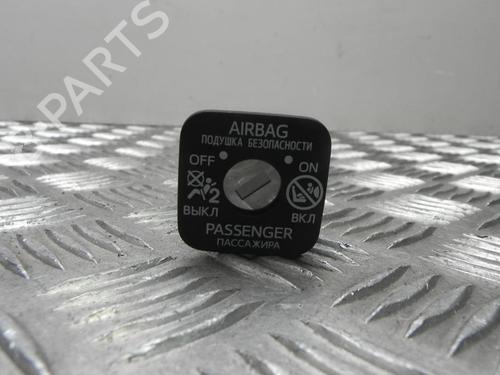 PARTS
AIRBAG
ПОДУШКА БЕЗОПАСНОСТИ
OFF ON
2
ВЫКЛ ВКЛ
PASSENGER
ПАССАЖИРА